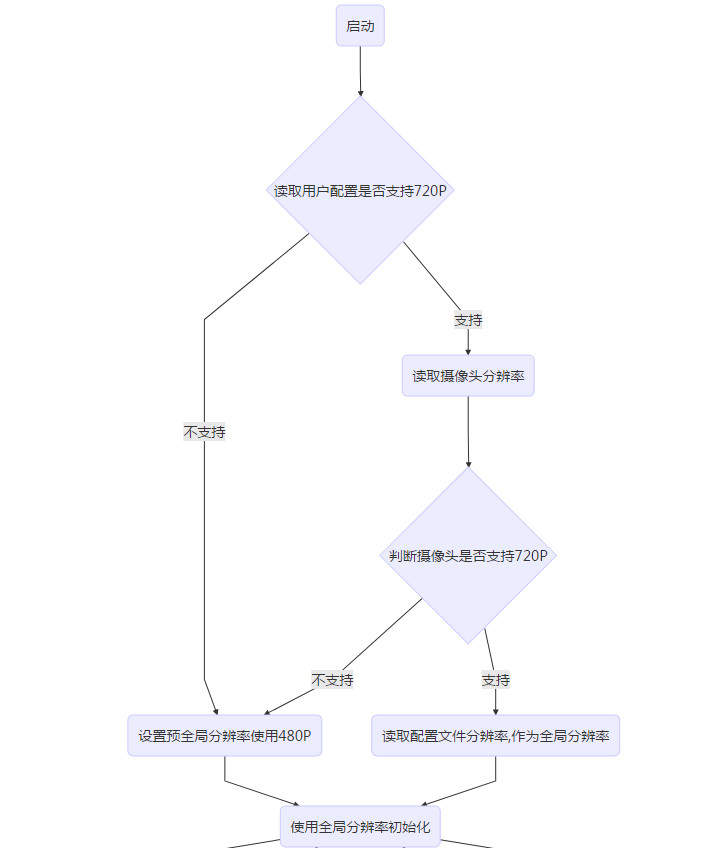 启动
读取用户配置是否支持720P
支持
读取摄像头分辨率
不支持
判断摄像头是否支持720P
不支持
支持
设置预全局分辨率使用480P
读取配置文件分辨率,作为全局分辨率
使用全局分辨率初始化